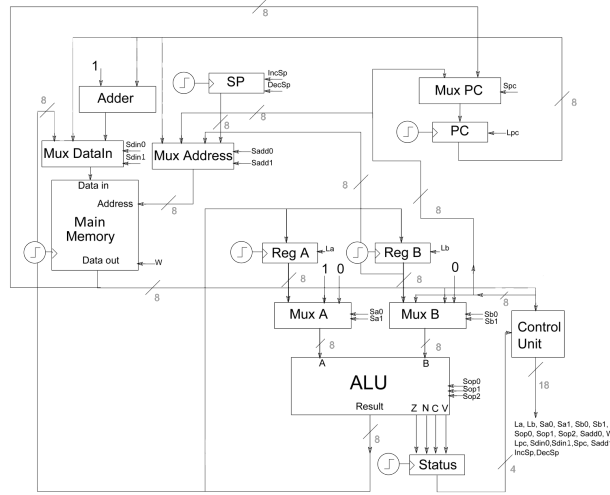 8
1
IncSp
SP
DecSp
Mux PC
Spc
Adder
8
8
8
8
PC
Lpc
Sdin0
Mux DataIn
Sdin1
Mux Address
Sadd0
Sadd1
Data in
8
8
Address
8
Main
Memory
Data out
W
Reg A
La
Reg B
Lb
8
8
1 0
0
8
8
Mux A
Sa0
Sa1
Mux B
Sb0
Sb1
Control
Unit
8
8
A
B
ALU
Sop0
Sop1
Sop2
18
Result
Z N C V
La, Lb, Sa0, Sa1, Sb0, Sb1,
Sop0, Sop1, Sop2, Sadd0, W
Lpc, Sdin0,Sdin1,Spc, Sadd
IncSp,DecSp
8
Status
4